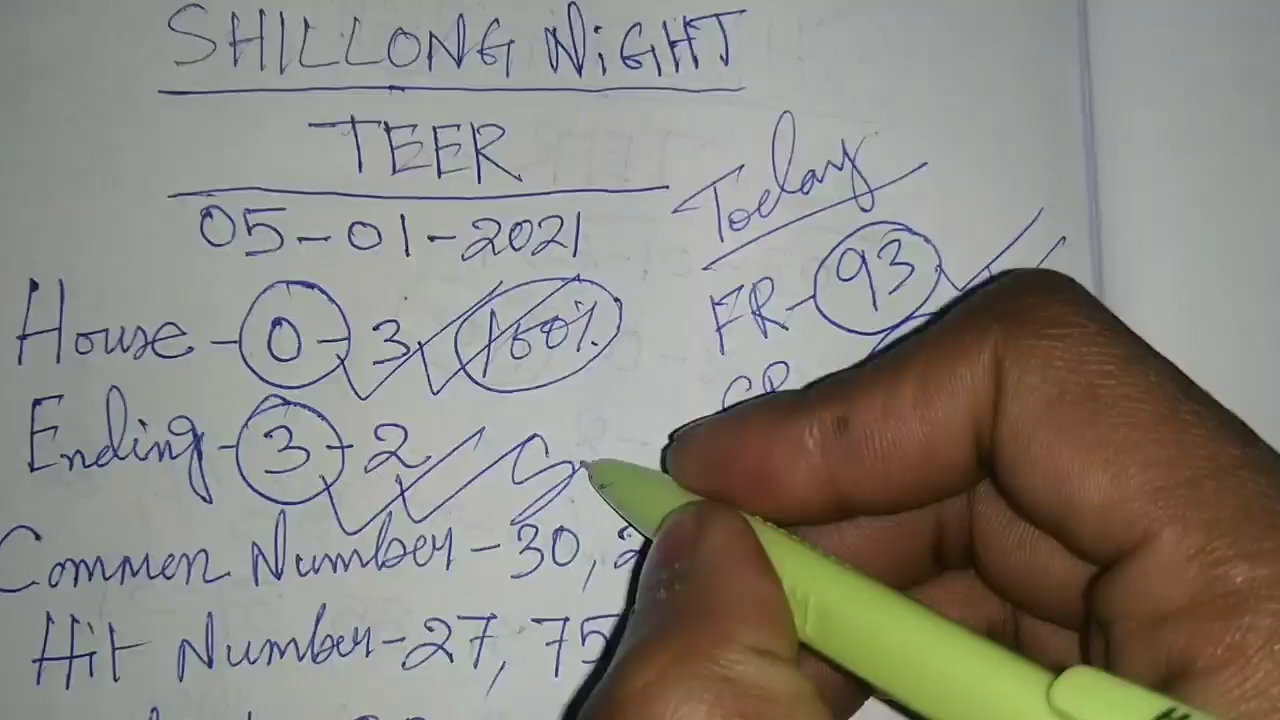 SHILLONG NiGHT
TEER
05-01-2021
Today
House - 0 - 3 100%
FR - 93
Ending - 3 - 2
Common Number - 30,
Hit Number - 27, 75